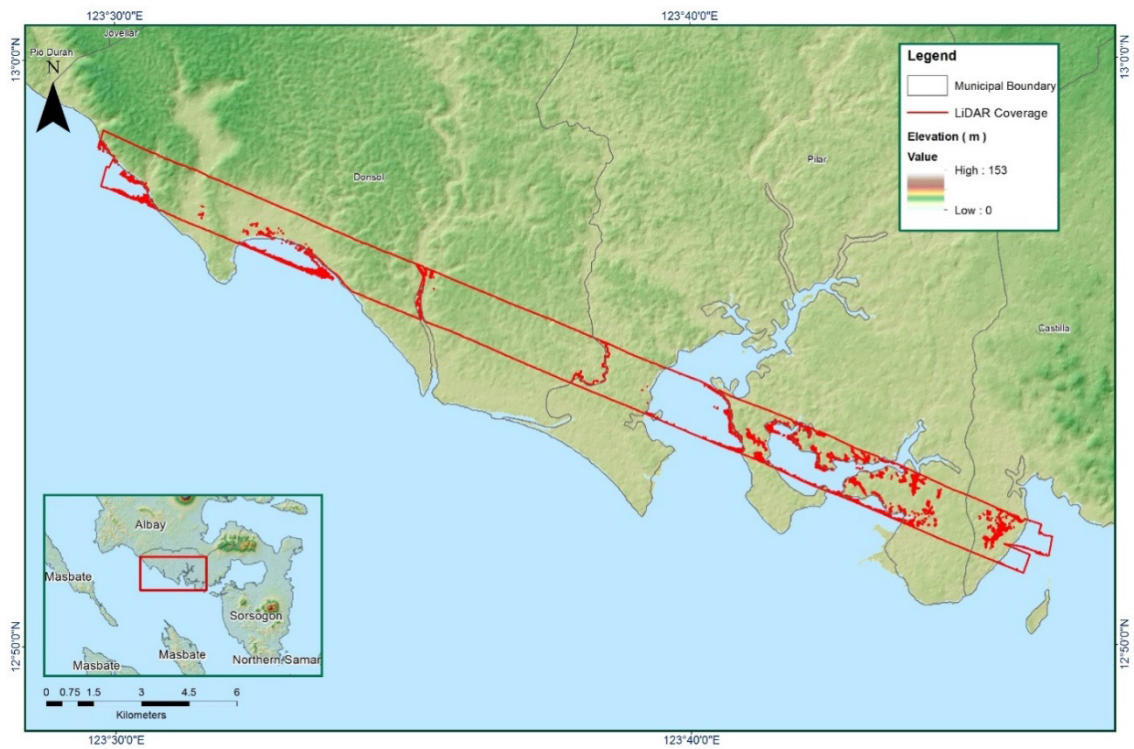 123°30'0"E
123°40'0"E
Jovellar
Pio Durah
N
13°0'0"N
13°0'0"N
Legend
Municipal Boundary
LiDAR Coverage
Elevation ( m )
Value
High : 153
Low : 0
Pilar
Donsol
Castilla
Albay
Masbate
Sorsogon
Masbate
Masbate
Northern Samar
12°50'0"N
12°50'0"N
0 0.75 1.5 3 4.5 6
Kilometers
123°30'0"E
123°40'0"E